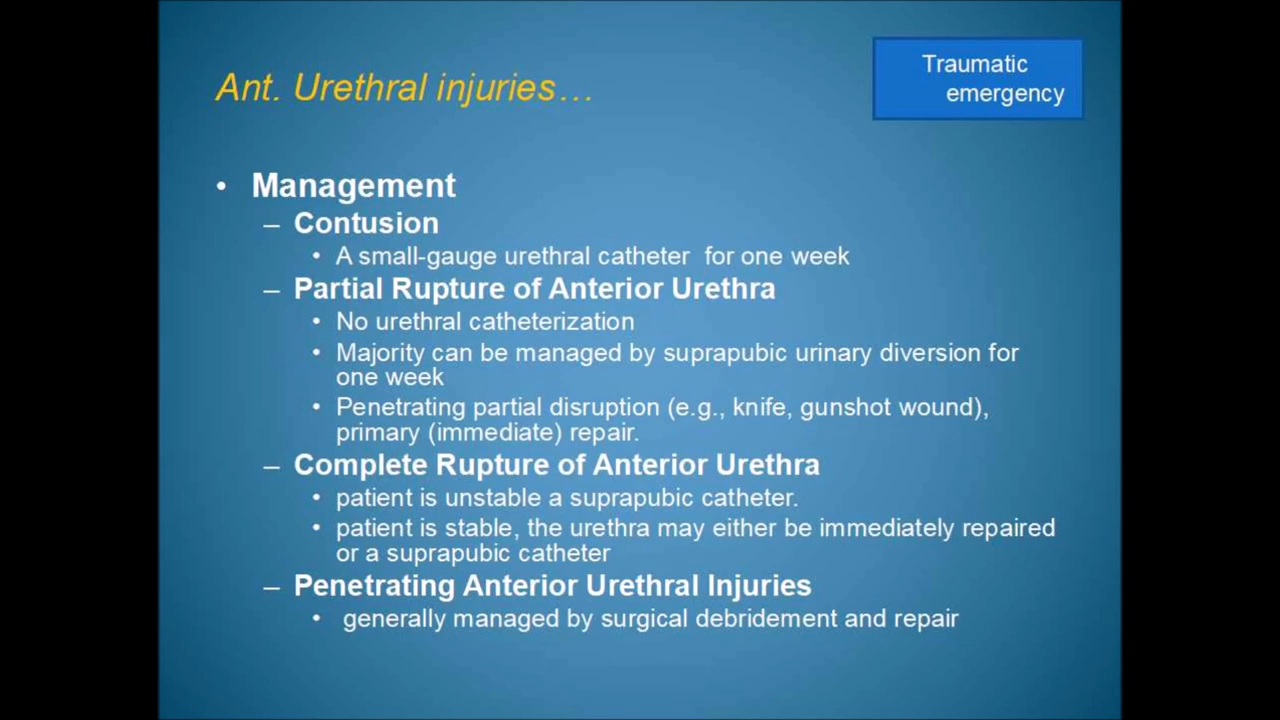 Ant. Urethral injuries…
Traumatic
emergency
• Management
– Contusion
• A small-gauge urethral catheter for one week
– Partial Rupture of Anterior Urethra
• No urethral catheterization
• Majority can be managed by suprapubic urinary diversion for
one week
• Penetrating partial disruption (e.g., knife, gunshot wound),
primary (immediate) repair.
– Complete Rupture of Anterior Urethra
• patient is unstable a suprapubic catheter.
• patient is stable, the urethra may either be immediately repaired
or a suprapubic catheter
– Penetrating Anterior Urethral Injuries
• generally managed by surgical debridement and repair